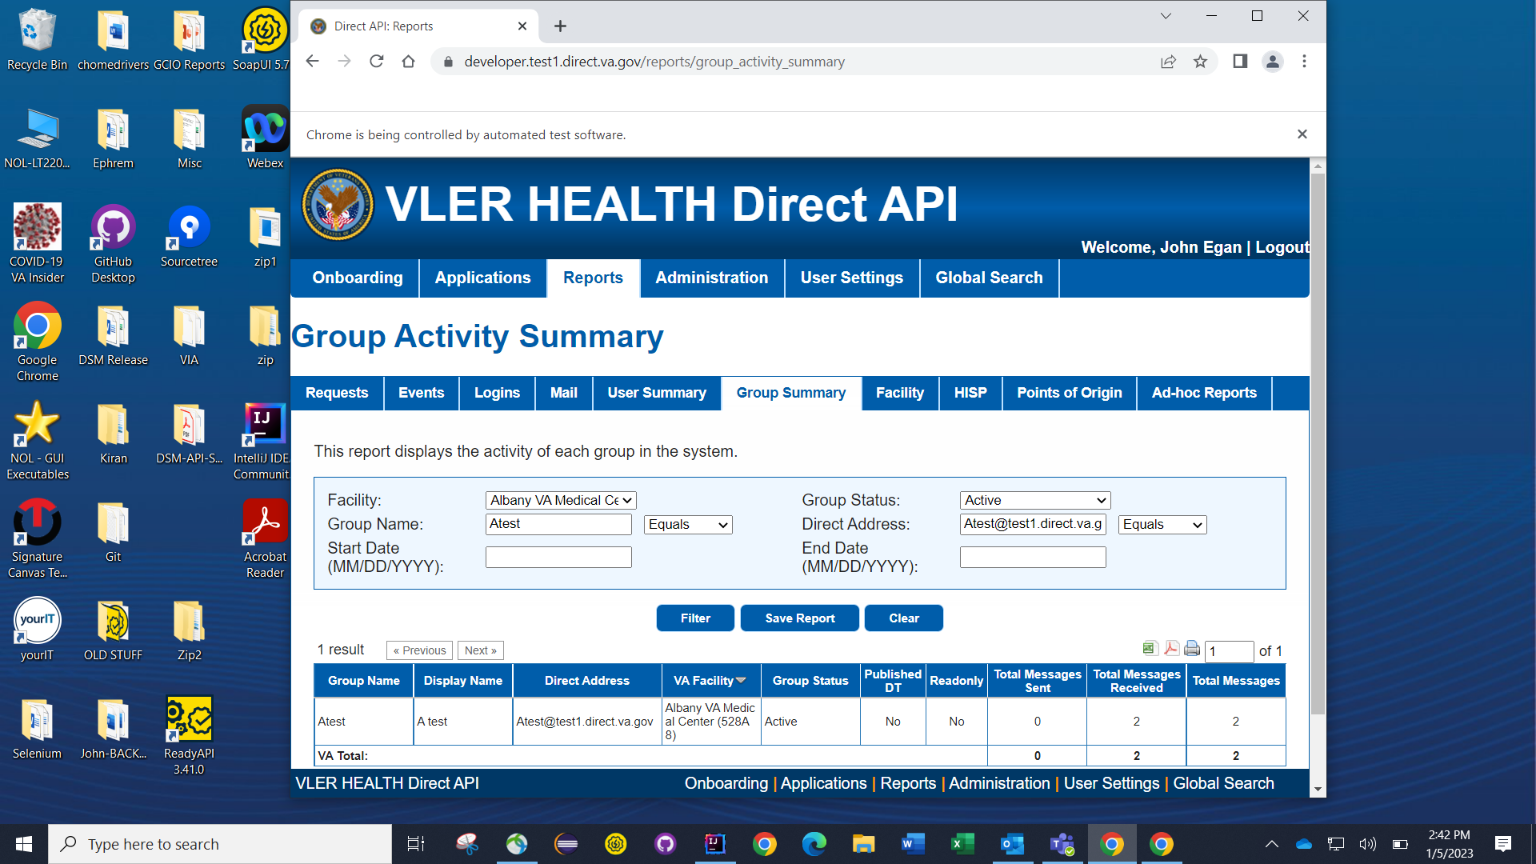 Recycle Bin
chomedrivers
GCIO Reports
SoapUI 5.7
NOL-LT220...
Ephrem
Misc
Webex
COVID-19
VA Insider
GitHub
Desktop
Sourcetree
zip1
Google
Chrome
DSM Release
VIA
zip
NOL - GUI
Executables
Kiran
DSM-API-S...
IntelliJ IDE
Communit
Signature
Canvas Te...
Git
Acrobat
Reader
yourIT
yourIT
OLD STUFF
Zip2
Selenium
John-BACK...
ReadyAPI
3.41.0
Direct API: Reports
developer.test1.direct.va.gov/reports/group_activity_summary
Chrome is being controlled by automated test software.
VLER HEALTH Direct API
Welcome, John Egan | Logout
Onboarding
Applications
Reports
Administration
User Settings
Global Search
Group Activity Summary
Requests
Events
Logins
Mail
User Summary
Group Summary
Facility
HISP
Points of Origin
Ad-hoc Reports
This report displays the activity of each group in the system.
Facility:
Albany VA Medical Ce
Group Status:
Active
Group Name:
Atest
Equals
Direct Address:
Atest@test1.direct.va.g
Equals
Start Date
(MM/DD/YYYY):
End Date
(MM/DD/YYYY):
Filter
Save Report
Clear
1 result
« Previous
Next »
1
of 1
Group Name
Display Name
Direct Address
VA Facility
Group Status
Published
DT
Readonly
Total Messages
Sent
Total Messages
Received
Total Messages
Atest
A test
Atest@test1.direct.va.gov
Albany VA Medic
al Center (528A
8)
Active
No
No
0
2
2
VA Total:
0
2
2
VLER HEALTH Direct API
Onboarding | Applications | Reports | Administration | User Settings | Global Search
Type here to search
2:42 PM
1/5/2023